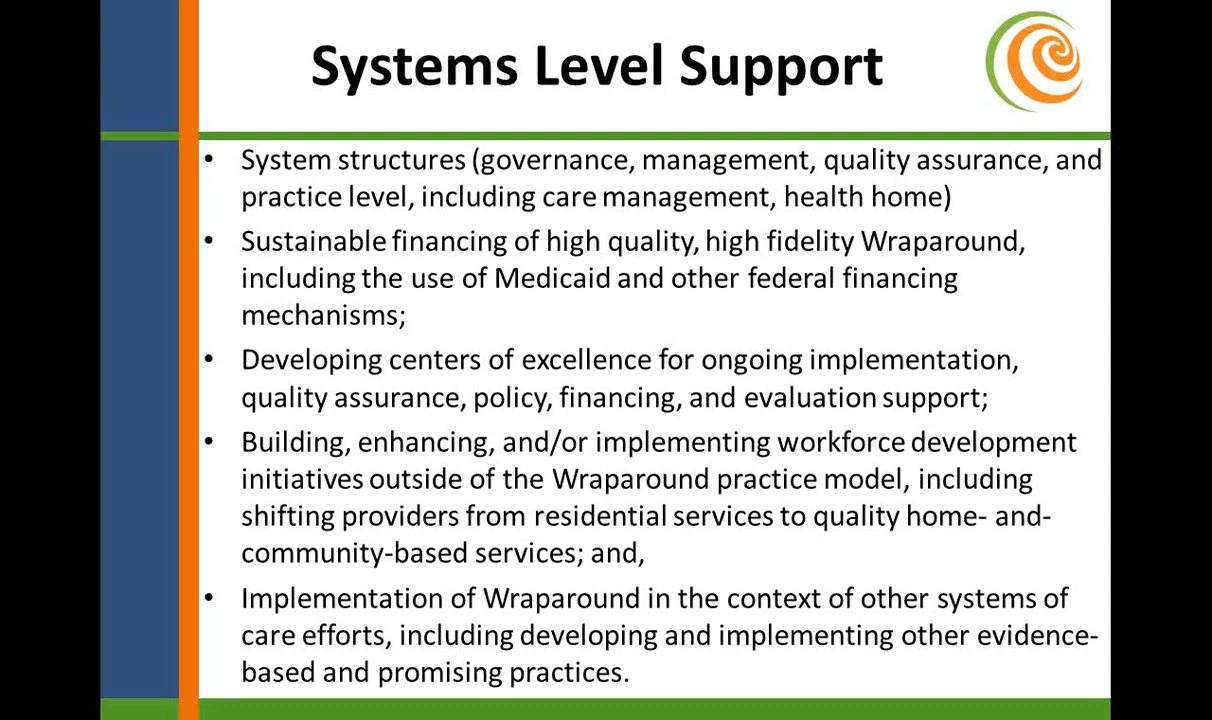 Systems Level Support
• System structures (governance, management, quality assurance, and
practice level, including care management, health home)
• Sustainable financing of high quality, high fidelity Wraparound,
including the use of Medicaid and other federal financing
mechanisms;
• Developing centers of excellence for ongoing implementation,
quality assurance, policy, financing, and evaluation support;
• Building, enhancing, and/or implementing workforce development
initiatives outside of the Wraparound practice model, including
shifting providers from residential services to quality home- and-
community-based services; and,
• Implementation of Wraparound in the context of other systems of
care efforts, including developing and implementing other evidence-
based and promising practices.